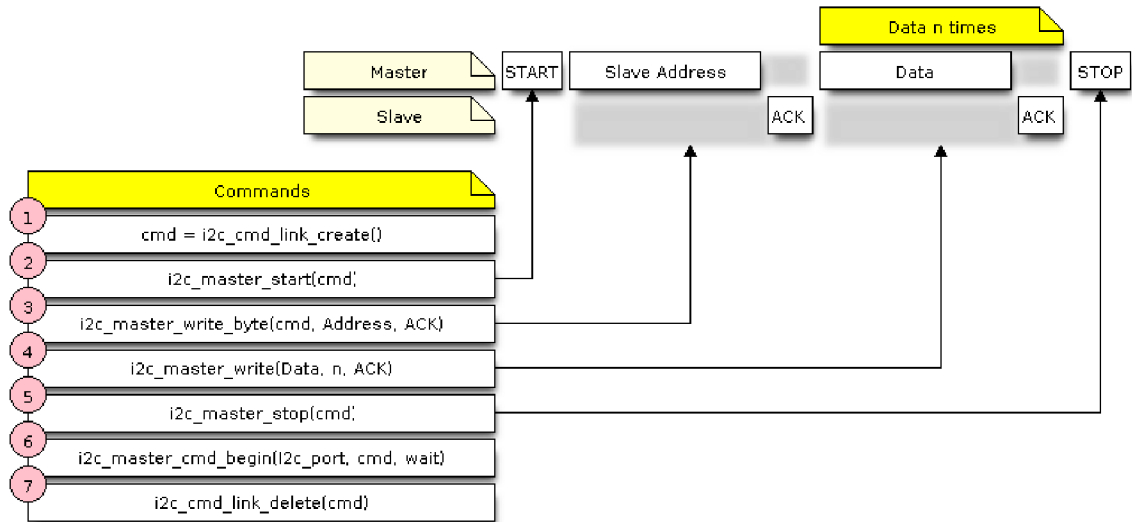 Data n times
Master START Slave Address Data STOP
Slave ACK ACK
Commands
1
cmd = i2c_cmd_link_create()
2
i2c_master_start(cmd)
3
i2c_master_write_byte(cmd, Address, ACK)
4
i2c_master_write(Data, n, ACK)
5
i2c_master_stop(cmd)
6
i2c_master_cmd_begin(I2c_port, cmd, wait)
7
i2c_cmd_link_delete(cmd)